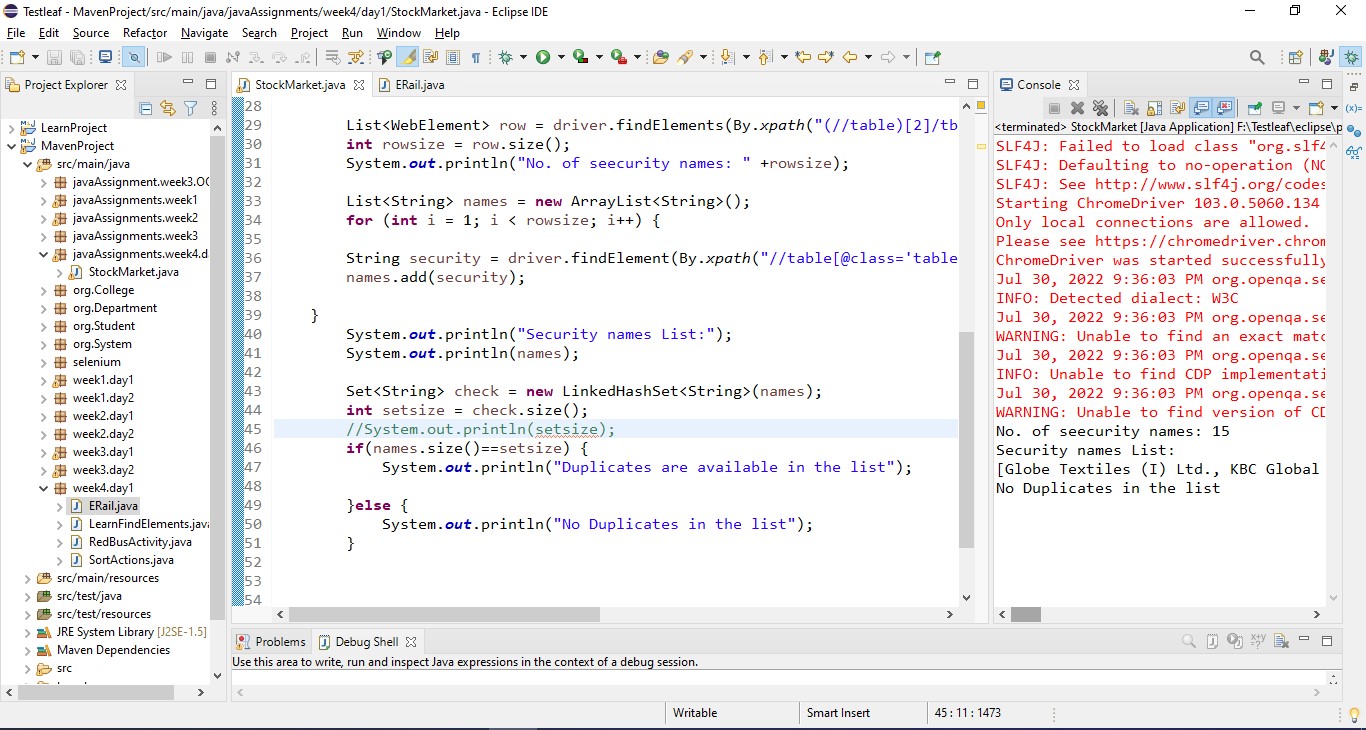 Testleaf - MavenProject/src/main/java/javaAssignments/week4/day1/StockMarket.java - Eclipse IDE
File Edit Source Refactor Navigate Search Project Run Window Help
Project Explorer
LearnProject
MavenProject
src/main/java
javaAssignment.week3.OO
javaAssignments.week1
javaAssignments.week2
javaAssignments.week3
javaAssignments.week4.d
StockMarket.java
org.College
org.Department
org.Student
org.System
selenium
week1.day1
week1.day2
week2.day1
week2.day2
week3.day1
week3.day2
week4.day1
ERail.java
LearnFindElements.java
RedBusActivity.java
SortActions.java
src/main/resources
src/test/java
src/test/resources
JRE System Library [J2SE-1.5]
Maven Dependencies
src
StockMarket.java ERail.java
28
29 List<WebElement> row = driver.findElements(By.xpath("(//table)[2]/tb
30 int rowsize = row.size();
31 System.out.println("No. of seecurity names: " +rowsize);
32
33 List<String> names = new ArrayList<String>();
34 for (int i = 1; i < rowsize; i++) {
35
36 String security = driver.findElement(By.xpath("//table[@class='table
37 names.add(security);
38
39 }
40 System.out.println("Security names List:");
41 System.out.println(names);
42
43 Set<String> check = new LinkedHashSet<String>(names);
44 int setsize = check.size();
45 //System.out.println(setsize);
46 if(names.size()==setsize) {
47 System.out.println("Duplicates are available in the list");
48
49 }else {
50 System.out.println("No Duplicates in the list");
51 }
52
53
54
Console
<terminated> StockMarket [Java Application] F:\Testleaf\eclipse\p
SLF4J: Failed to load class "org.slf4
SLF4J: Defaulting to no-operation (NO
SLF4J: See http://www.slf4j.org/codes
Starting ChromeDriver 103.0.5060.134
Only local connections are allowed.
Please see https://chromedriver.chrom
ChromeDriver was started successfully
Jul 30, 2022 9:36:03 PM org.openqa.se
INFO: Detected dialect: W3C
Jul 30, 2022 9:36:03 PM org.openqa.se
WARNING: Unable to find an exact matc
Jul 30, 2022 9:36:03 PM org.openqa.se
INFO: Unable to find CDP implementati
Jul 30, 2022 9:36:03 PM org.openqa.se
WARNING: Unable to find version of CD
No. of seecurity names: 15
Security names List:
[Globe Textiles (I) Ltd., KBC Global
No Duplicates in the list
Problems Debug Shell
Use this area to write, run and inspect Java expressions in the context of a debug session.
Writable Smart Insert 45 : 11 : 1473